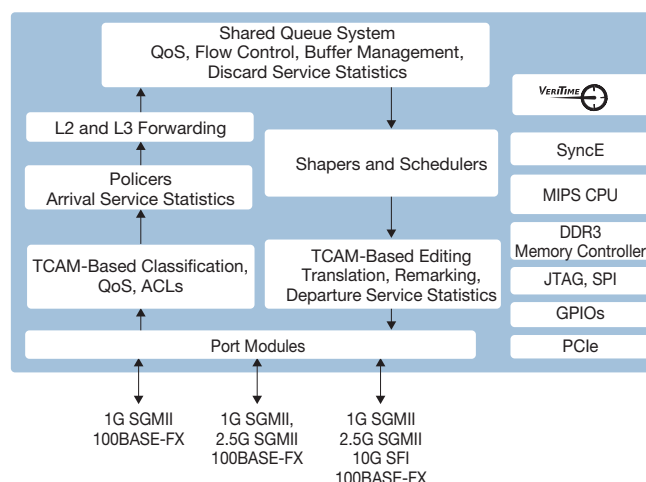 Shared Queue System
QoS, Flow Control, Buffer Management,
Discard Service Statistics
L2 and L3 Forwarding
Policers
Arrival Service Statistics
TCAM-Based Classification,
QoS, ACLs
Shapers and Schedulers
TCAM-Based Editing
Translation, Remarking,
Departure Service Statistics
Port Modules
1G SGMII
100BASE-FX
1G SGMII,
2.5G SGMII
100BASE-FX
1G SGMII
2.5G SGMII
10G SFI
100BASE-FX
VERITIME
SyncE
MIPS CPU
DDR3
Memory Controller
JTAG, SPI
GPIOs
PCIe